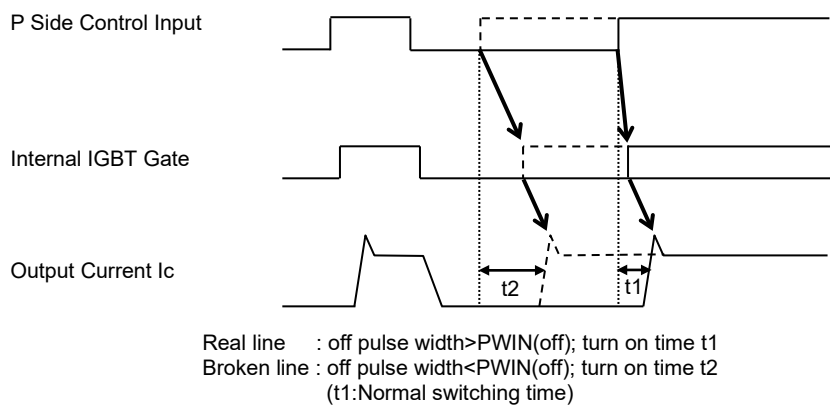 P Side Control Input
Internal IGBT Gate
Output Current Ic
t2
t1
Real line : off pulse width>PWIN(off); turn on time t1
Broken line : off pulse width<PWIN(off); turn on time t2
(t1:Normal switching time)